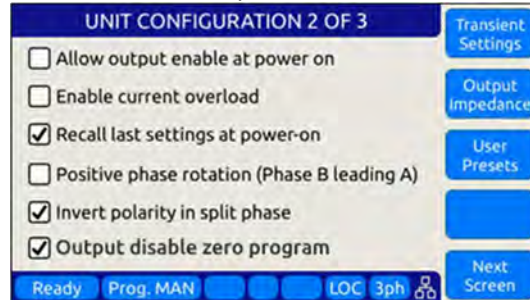 UNIT CONFIGURATION 2 OF 3
Allow output enable at power on
Enable current overload
Recall last settings at power-on
Positive phase rotation (Phase B leading A)
Invert polarity in split phase
Output disable zero program
Transient
Settings
Output
Impedance
User
Presets
Next
Screen
Ready Prog. MAN LOC 3ph